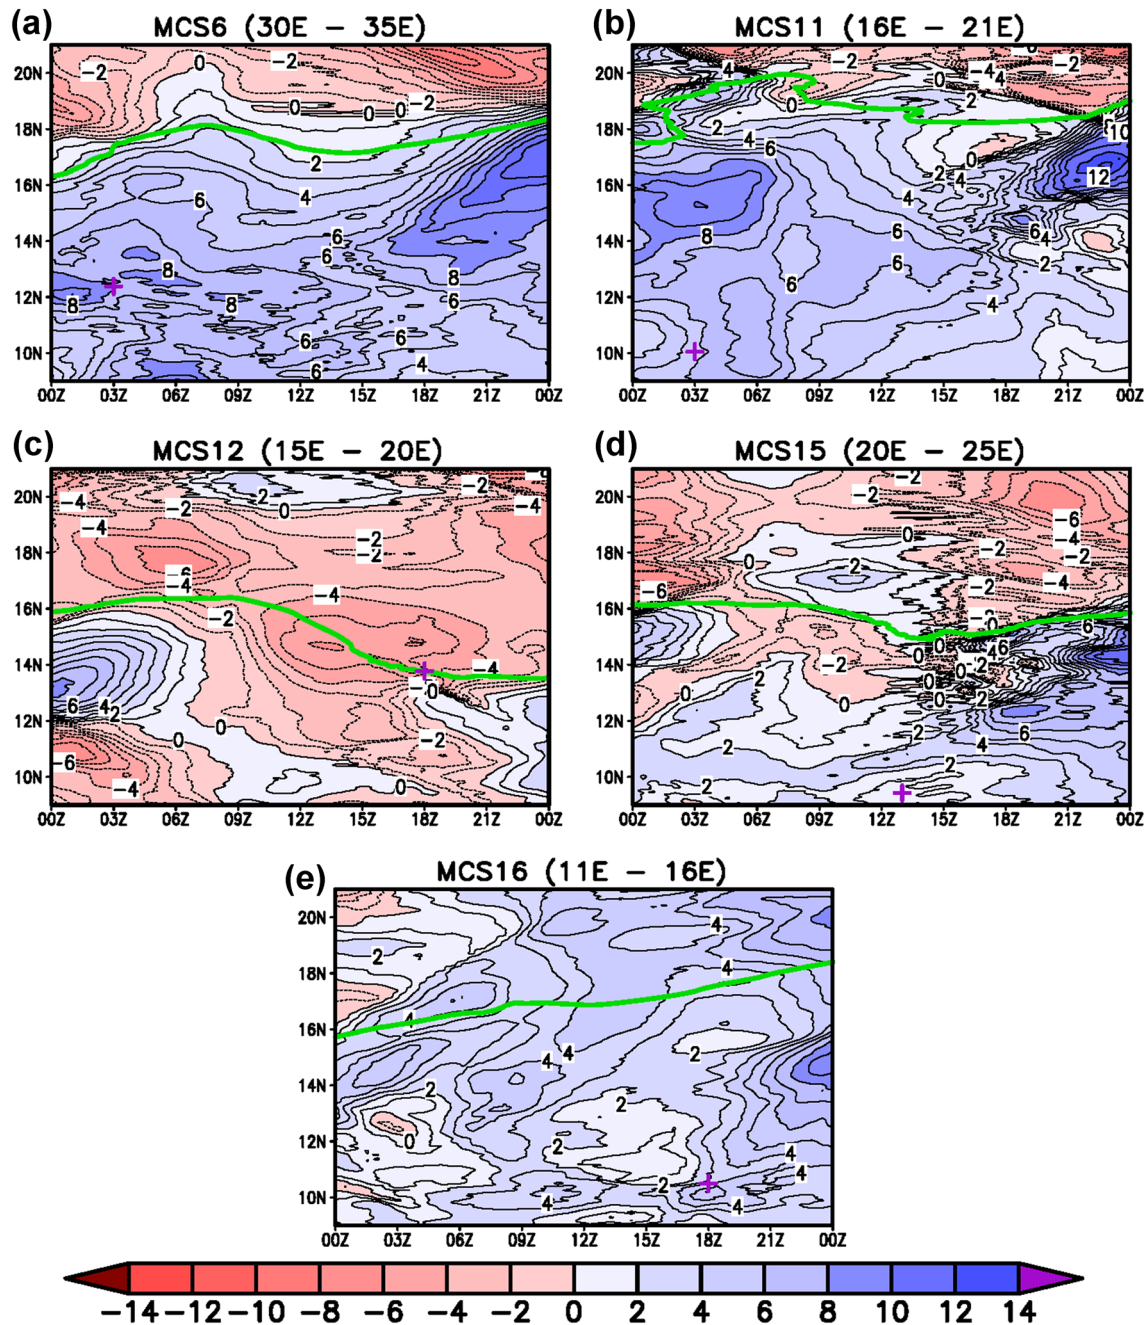 (a) MCS6 (30E – 35E)
20N
18N
16N
14N
12N
10N
00Z 03Z 06Z 09Z 12Z 15Z 18Z 21Z 00Z
-2 0 -2
0 0 -2
2
6 4
6
6
8 8
8 8 6
6 6
6 4
(b) MCS11 (16E – 21E)
20N
18N
16N
14N
12N
10N
00Z 03Z 06Z 09Z 12Z 15Z 18Z 21Z 00Z
4 -2 0 -4 4 -2
0 2
2 4 6 10
0
2 4 12
4
8 6 6 4
6 6 2
4
(c) MCS12 (15E – 20E)
20N
18N
16N
14N
12N
10N
00Z 03Z 06Z 09Z 12Z 15Z 18Z 21Z 00Z
-4 2 -2 -4
-4 -2 0
-2
-2
-6
-4 -4
-2
-4
6 4 2 0
0 0 -2
-6
-4 0
(d) MCS15 (20E – 25E)
20N
18N
16N
14N
12N
10N
00Z 03Z 06Z 09Z 12Z 15Z 18Z 21Z 00Z
-2
-2
-6
0 -4
-2 -2
0 2
-6 -2 -4
6
0
-2
2 0
0 0 2
0
2 6
2 4
2 2
(e) MCS16 (11E – 16E)
20N
18N
16N
14N
12N
10N
00Z 03Z 06Z 09Z 12Z 15Z 18Z 21Z 00Z
4
2 4
4
4 4 2
2 2
0 2 4
2 4
4 4
-14 -12 -10 -8 -6 -4 -2 0 2 4 6 8 10 12 14